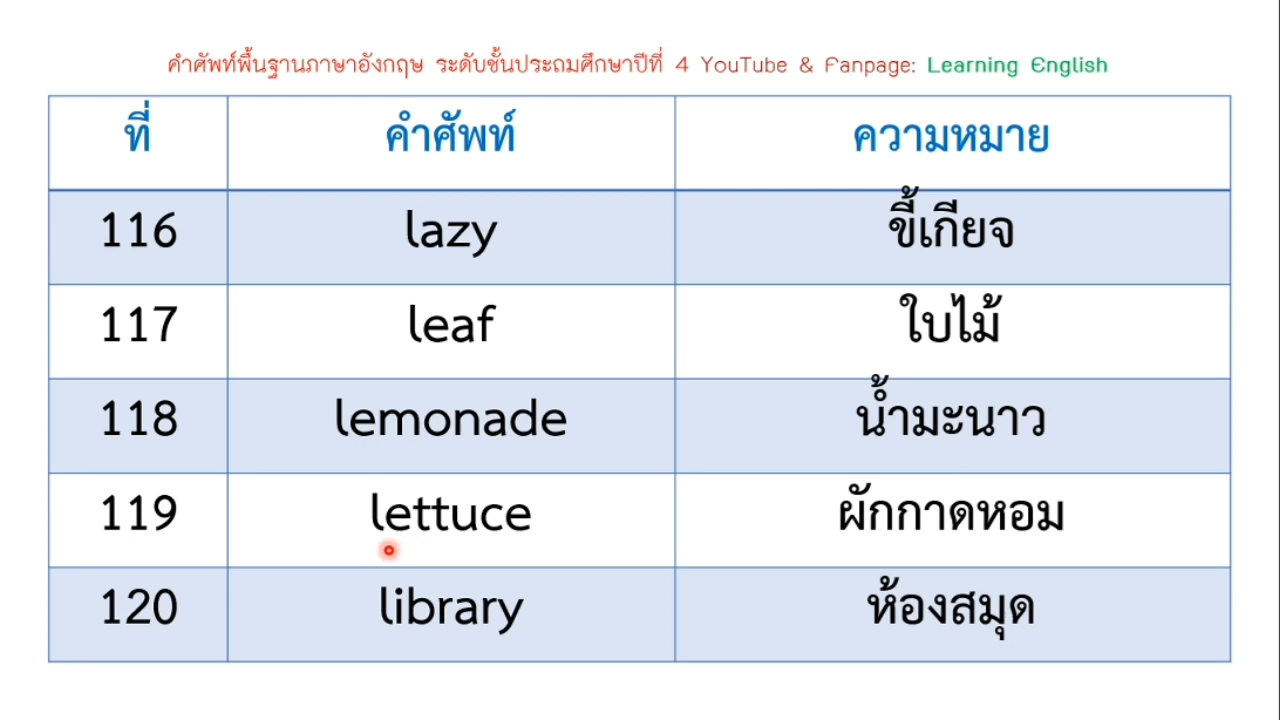 คำศัพท์พื้นฐานภาษาอังกฤษ ระดับชั้นประถมศึกษาปีที่ 4 YouTube & Fanpage: Learning English
ที่ คำศัพท์ ความหมาย
116 lazy ขี้เกียจ
117 leaf ใบไม้
118 lemonade น้ำมะนาว
119 lettuce ผักกาดหอม
120 library ห้องสมุด